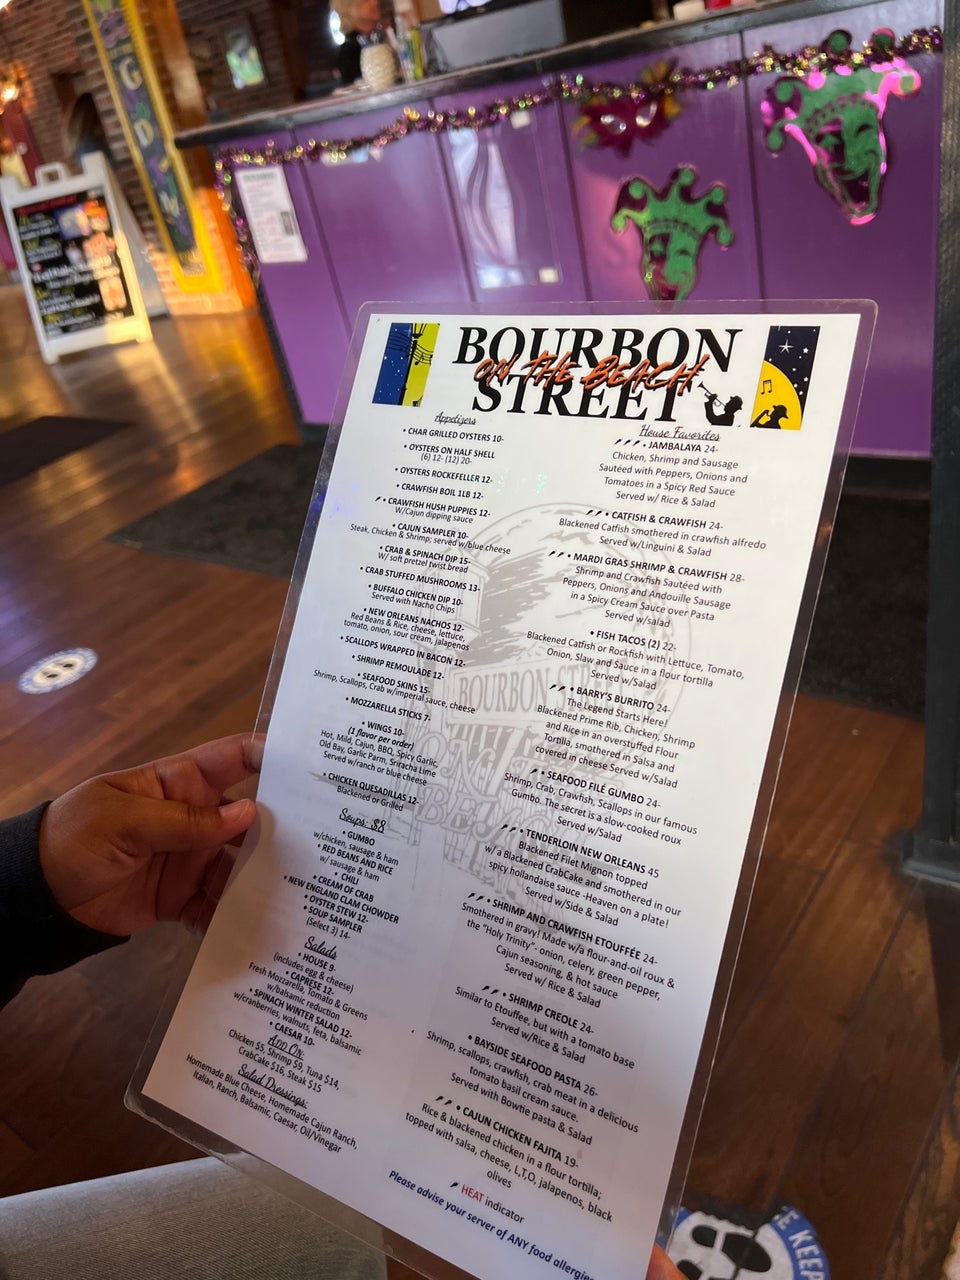 BOURBON
ON THE BEACH
STREET
Appetizers
• CHAR GRILLED OYSTERS 10-
• OYSTERS ON HALF SHELL
(6) 12- (12) 20-
• OYSTERS ROCKEFELLER 12-
• CRAWFISH BOIL 1LB 12-
• CRAWFISH HUSH PUPPIES 12-
W/Cajun dipping sauce
• CAJUN SAMPLER 10-
Steak, Chicken & Shrimp; served w/blue cheese
• CRAB & SPINACH DIP 15-
W/ soft pretzel twist bread
• CRAB STUFFED MUSHROOMS 13-
• BUFFALO CHICKEN DIP 10-
Served with Nacho Chips
• NEW ORLEANS NACHOS 12-
Red Beans & Rice, cheese, lettuce,
tomato, onion, sour cream, jalapenos
• SCALLOPS WRAPPED IN BACON 12-
• SHRIMP REMOULADE 12-
• SEAFOOD SKINS 15-
Shrimp, Scallops, Crab w/imperial sauce, cheese
• MOZZARELLA STICKS 7-
• WINGS 10-
(1 flavor per order)
Hot, Mild, Cajun, BBQ, Spicy Garlic,
Old Bay, Garlic Parm, Sriracha Lime
Served w/ranch or blue cheese
• CHICKEN QUESADILLAS 12-
Blackened or Grilled
Soups: $8
• GUMBO
w/chicken, sausage & ham
• RED BEANS AND RICE
w/ sausage & ham
• CHILI
• CREAM OF CRAB
• NEW ENGLAND CLAM CHOWDER
• OYSTER STEW 12-
• SOUP SAMPLER
(Select 3) 14-
Salads
• HOUSE 9-
(includes egg & cheese)
• CAPRESE 12-
Fresh Mozzarella, Tomato & Greens
w/balsamic reduction
• SPINACH WINTER SALAD 12-
w/cranberries, walnuts, feta, balsamic
• CAESAR 10-
Add On:
Chicken $5, Shrimp $9, Tuna $14,
CrabCake $16, Steak $15
Salad Dressings:
Homemade Blue Cheese, Homemade Cajun Ranch,
Italian, Ranch, Balsamic, Caesar, Oil/Vinegar
House Favorites
• JAMBALAYA 24-
Chicken, Shrimp and Sausage
Sautéed with Peppers, Onions and
Tomatoes in a Spicy Red Sauce
Served w/ Rice & Salad
• CATFISH & CRAWFISH 24-
Blackened Catfish smothered in crawfish alfredo
Served w/Linguini & Salad
• MARDI GRAS SHRIMP & CRAWFISH 28-
Shrimp and Crawfish Sautéed with
Peppers, Onions and Andouille Sausage
in a Spicy Cream Sauce over Pasta
Served w/salad
• FISH TACOS (2) 22-
Blackened Catfish or Rockfish with Lettuce, Tomato,
Onion, Slaw and Sauce in a flour tortilla
Served w/Salad
• BARRY'S BURRITO 24-
The Legend Starts Here!
Blackened Prime Rib, Chicken, Shrimp
and Rice in an overstuffed Flour
Tortilla, smothered in Salsa and
covered in cheese Served w/Salad
• SEAFOOD FILÉ GUMBO 24-
Shrimp, Crab, Crawfish, Scallops in our famous
Gumbo. The secret is a slow-cooked roux
Served w/Salad
• TENDERLOIN NEW ORLEANS 45
Blackened Filet Mignon topped
w/a Blackened CrabCake and smothered in our
spicy hollandaise sauce -Heaven on a plate!
Served w/Side & Salad
• SHRIMP AND CRAWFISH ETOUFFÉE 24-
Smothered in gravy! Made w/a flour-and-oil roux &
the "Holy Trinity"- onion, celery, green pepper,
Cajun seasoning, & hot sauce
Served w/ Rice & Salad
• SHRIMP CREOLE 24-
Similar to Etouffee, but with a tomato base
Served w/Rice & Salad
• BAYSIDE SEAFOOD PASTA 26-
Shrimp, scallops, crawfish, crab meat in a delicious
tomato basil cream sauce.
Served with Bowtie pasta & Salad
• CAJUN CHICKEN FAJITA 19-
Rice & blackened chicken in a flour tortilla;
topped with salsa, cheese, L,T,O, jalapenos, black
olives
HEAT indicator
Please advise your server of ANY food allergies
BOURBON STREET